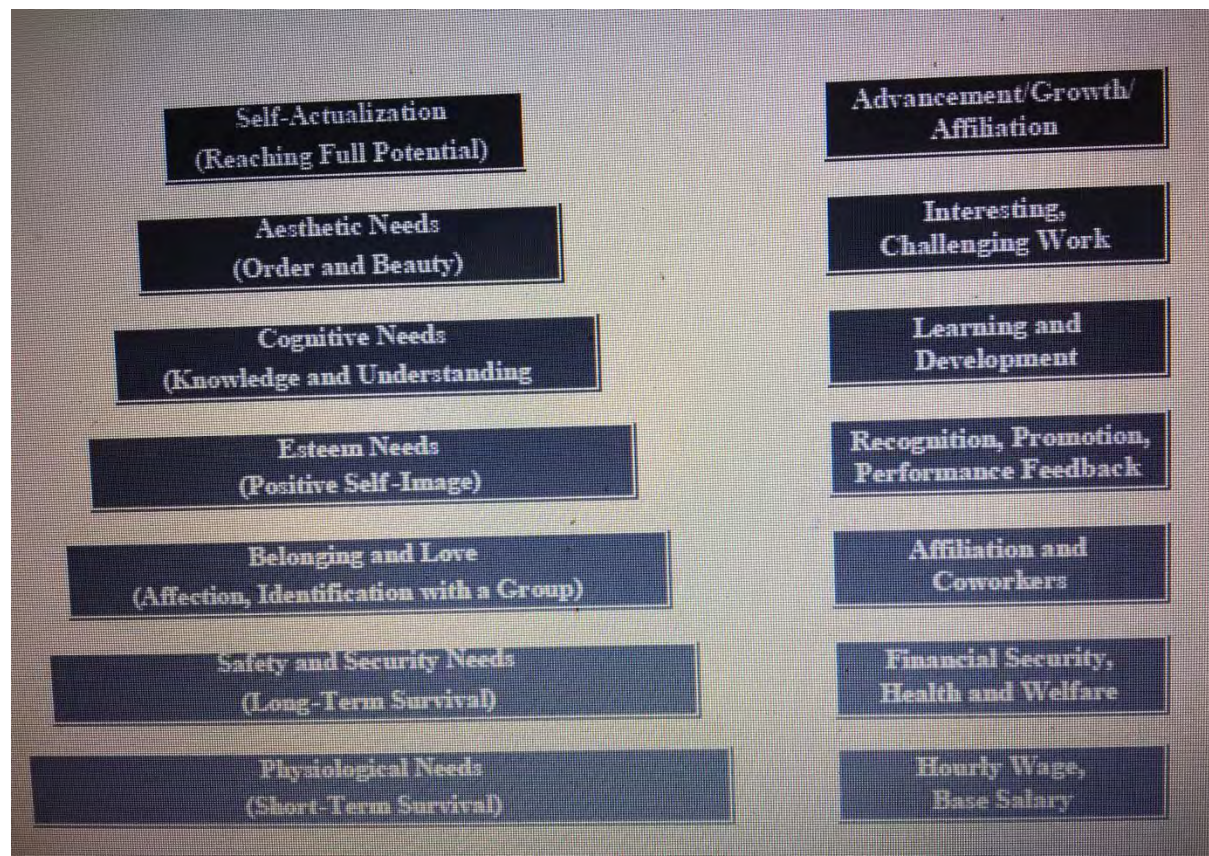 Self-Actualization
(Reaching Full Potential)
Advancement/Growth/
Affiliation
Aesthetic Needs
(Order and Beauty)
Interesting,
Challenging Work
Cognitive Needs
(Knowledge and Understanding
Learning and
Development
Esteem Needs
(Positive Self-Image)
Recognition, Promotion,
Performance Feedback
Belonging and Love
(Affection, Identification with a Group)
Affiliation and
Coworkers
Safety and Security Needs
(Long-Term Survival)
Financial Security,
Health and Welfare
Physiological Needs
(Short-Term Survival)
Hourly Wage,
Base Salary